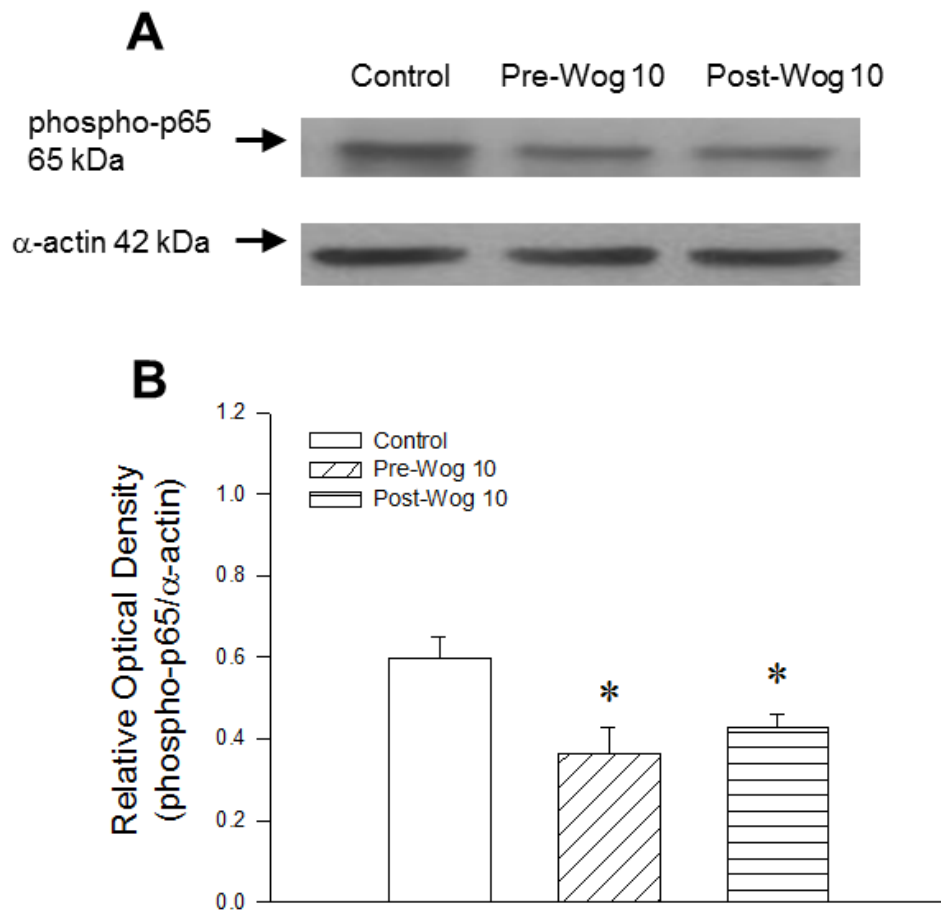 A
Control Pre-Wog 10 Post-Wog 10
phospho-p65
65 kDa
α-actin 42 kDa
B
Relative Optical Density
(phospho-p65/α-actin)
1.2
1.0
0.8
0.6
0.4
0.2
0.0
Control
Pre-Wog 10
Post-Wog 10
*
*